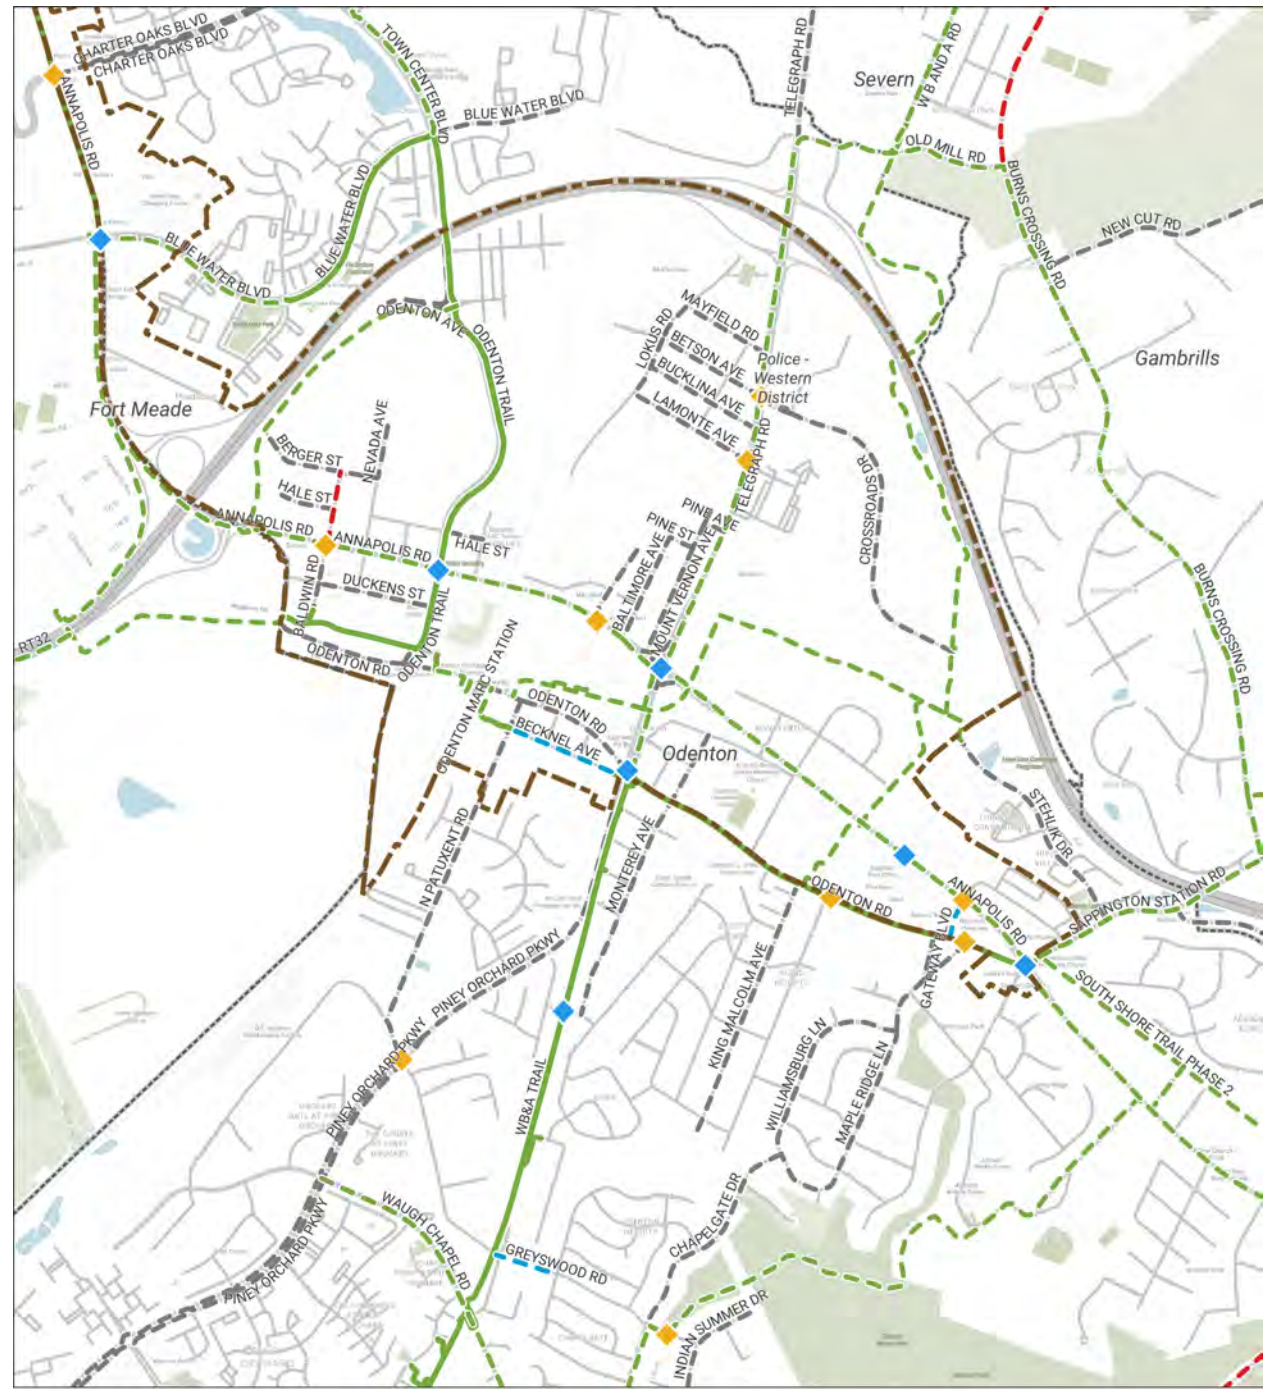 CHARTER OAKS BLVD
CHARTER OAKS BLVD
ANNAPOLIS RD
TOWN CENTER BLVD
BLUE WATER BLVD
TELEGRAPH RD
Severn
W B AND A RD
OLD MILL RD
BURNS CROSSING RD
NEW CUT RD
BLUE WATER BLVD
BLUE WATER BLVD
ODENTON AVE
ODENTON TRAIL
MAYFIELD RD
LOKUS RD
BETSON AVE
BUCKLINA AVE
LAMONTE AVE
Police -
Western
District
Gambrills
Fort Meade
NEVADA AVE
BERGER ST
HALE ST
ANNAPOLIS RD
ANNAPOLIS RD
HALE ST
TELEGRAPH RD
CROSSROADS DR
PINE AVE
PINE ST
BALTIMORE AVE
MOUNT VERNON AVE
BALDWIN RD
DUCKENS ST
ODENTON TRAIL
RT32
ODENTON RD
ODENTON MARC STATION
BURNS CROSSING RD
ODENTON RD
BECKNEL AVE
Odenton
N PATUXENT RD
MONTEREY AVE
STEHLIK DR
ODENTON RD
ANNAPOLIS RD
SAPPINGTON STATION RD
GATEWAY BLVD
PINEY ORCHARD PKWY
KING MALCOLM AVE
SOUTH SHORE TRAIL PHASE 2
PINEY ORCHARD PKWY
WB&A TRAIL
WILLIAMSBURG LN
MAPLE RIDGE LN
WAUGH CHAPEL RD
CHAPELGATE DR
GREYSWOOD RD
PINEY ORCHARD PKWY
INDIAN SUMMER DR